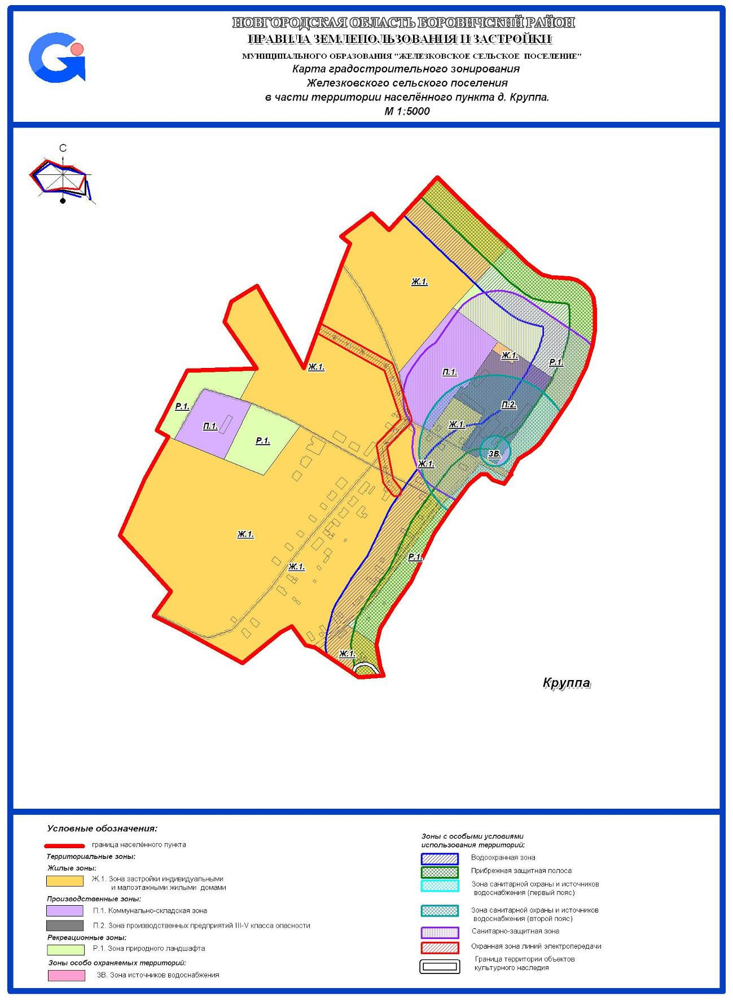 НОВГОРОДСКАЯ ОБЛАСТЬ БОРОВИЧСКИЙ РАЙОН
ПРАВИЛА ЗЕМЛЕПОЛЬЗОВАНИЯ И ЗАСТРОЙКИ
МУНИЦИПАЛЬНОГО ОБРАЗОВАНИЯ "ЖЕЛЕЗКОВСКОЕ СЕЛЬСКОЕ ПОСЕЛЕНИЕ"
Карта градостроительного зонирования
Железковского сельского поселения
в части территории населённого пункта д. Круппа.
М 1:5000
С
Ж.1.
Ж.1.
Р.1.
Ж.1.
П.1.
Р.1.
П.2.
П.1.
Ж.1.
Р.1.
ЗВ.
Ж.1.
Ж.1.
Р.1.
Ж.1.
Ж.1.
Круппа
Условные обозначения:
граница населённого пункта
Территориальные зоны:
Жилые зоны:
Ж.1. Зона застройки индивидуальными
и малоэтажными жилыми домами
Производственные зоны:
П.1. Коммунально-складская зона
П.2. Зона производственных предприятий III-V класса опасности
Рекреационные зоны:
Р.1. Зона природного ландшафта
Зоны особо охраняемых территорий:
ЗВ. Зона источников водоснабжения
Зоны с особыми условиями
использования территорий:
Водоохранная зона
Прибрежная защитная полоса
Зона санитарной охраны и источников
водоснабжения (первый пояс)
Зона санитарной охраны и источников
водоснабжения (второй пояс)
Санитарно-защитная зона
Охранная зона линий электропередачи
Граница территории объектов
культурного наследия